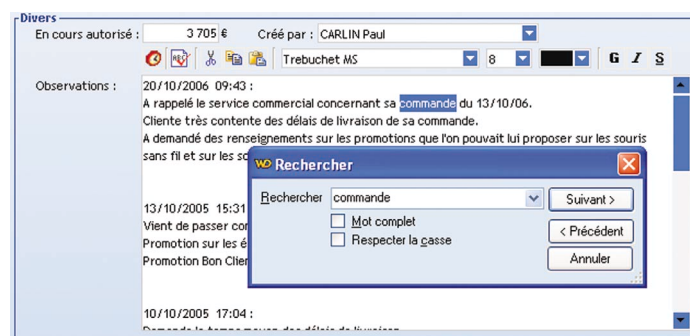 Divers
En cours autorisé : 3 705 € Créé par : CARLIN Paul
ABC Trebuchet MS 8 G I S
Observations :
20/10/2006 09:43 :
A rappelé le service commercial concernant sa commande du 13/10/06.
Cliente très contente des délais de livraison de sa commande.
A demandé des renseignements sur les promotions que l'on pouvait lui proposer sur les souris
sans fil et sur les
WD Rechercher
Rechercher commande Suivant >
Mot complet
< Précédent
Respecter la casse
Annuler
13/10/2005 15:31
Vient de passer
Promotion sur les
Promotion Bon Clien
10/10/2005 17:04 :